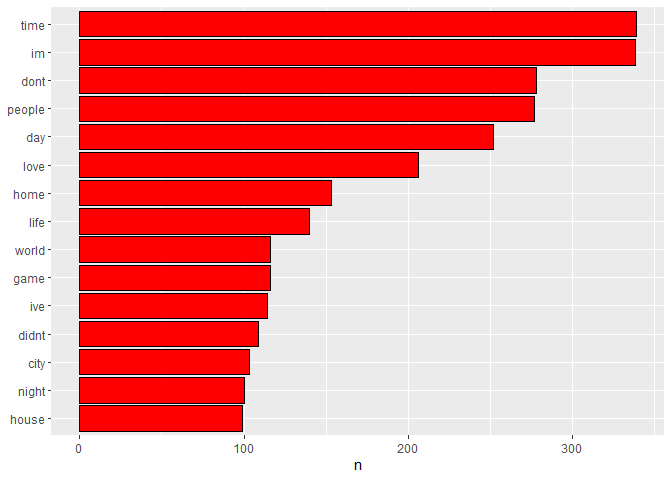 time
im
dont
people
day
love
home
life
world
game
ive
didnt
city
night
house
0 100 200 300
n